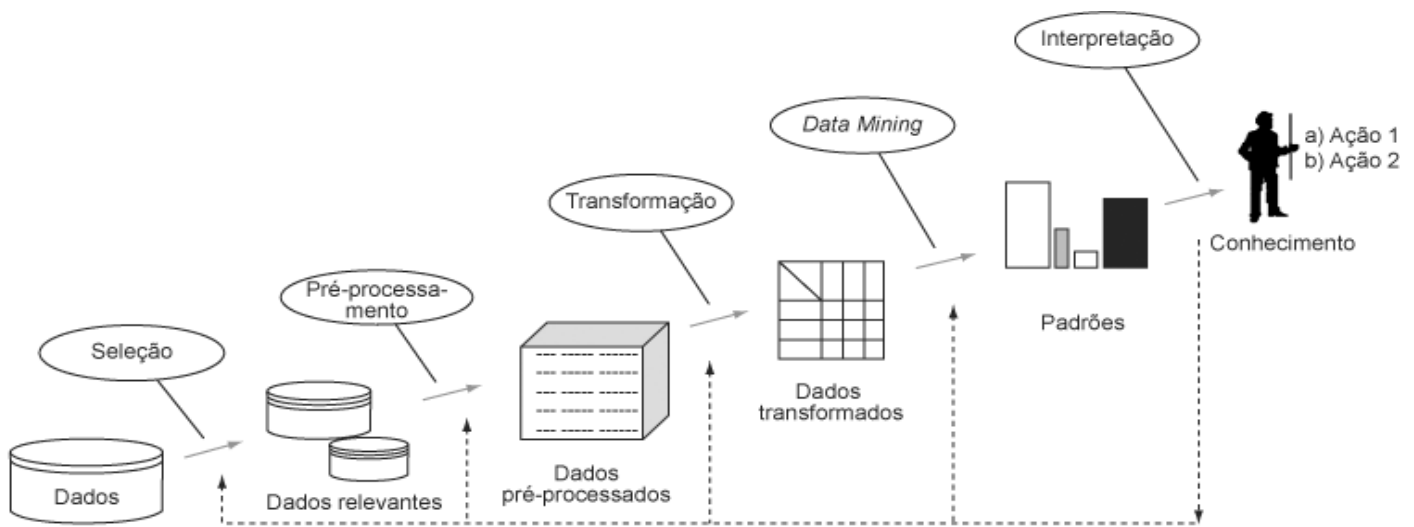 Interpretação
Data Mining
a) Ação 1
b) Ação 2
Transformação
Conhecimento
Pré-processa-
mento
Padrões
Seleção
Dados
transformados
Dados
pré-processados
Dados relevantes
Dados